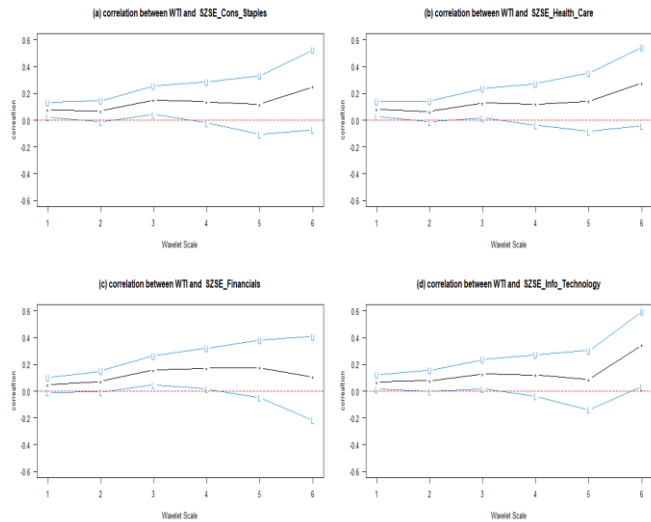 (a) correlation between WTI and SZSE_Cons_Staples
0.6
0.4
0.2
0.0
-0.2
-0.4
-0.6
correaltion
U U U U U U
L L L L L L
1 2 3 4 5 6
Wavelet Scale
(b) correlation between WTI and SZSE_Health_Care
0.6
0.4
0.2
0.0
-0.2
-0.4
-0.6
correaltion
U U U U U U
L L L L L L
1 2 3 4 5 6
Wavelet Scale
(c) correlation between WTI and SZSE_Financials
0.6
0.4
0.2
0.0
-0.2
-0.4
-0.6
correaltion
U U U U U U
L L L L L L
1 2 3 4 5 6
Wavelet Scale
(d) correlation between WTI and SZSE_Info_Technology
0.6
0.4
0.2
0.0
-0.2
-0.4
-0.6
correaltion
U U U U U U
L L L L L L
1 2 3 4 5 6
Wavelet Scale